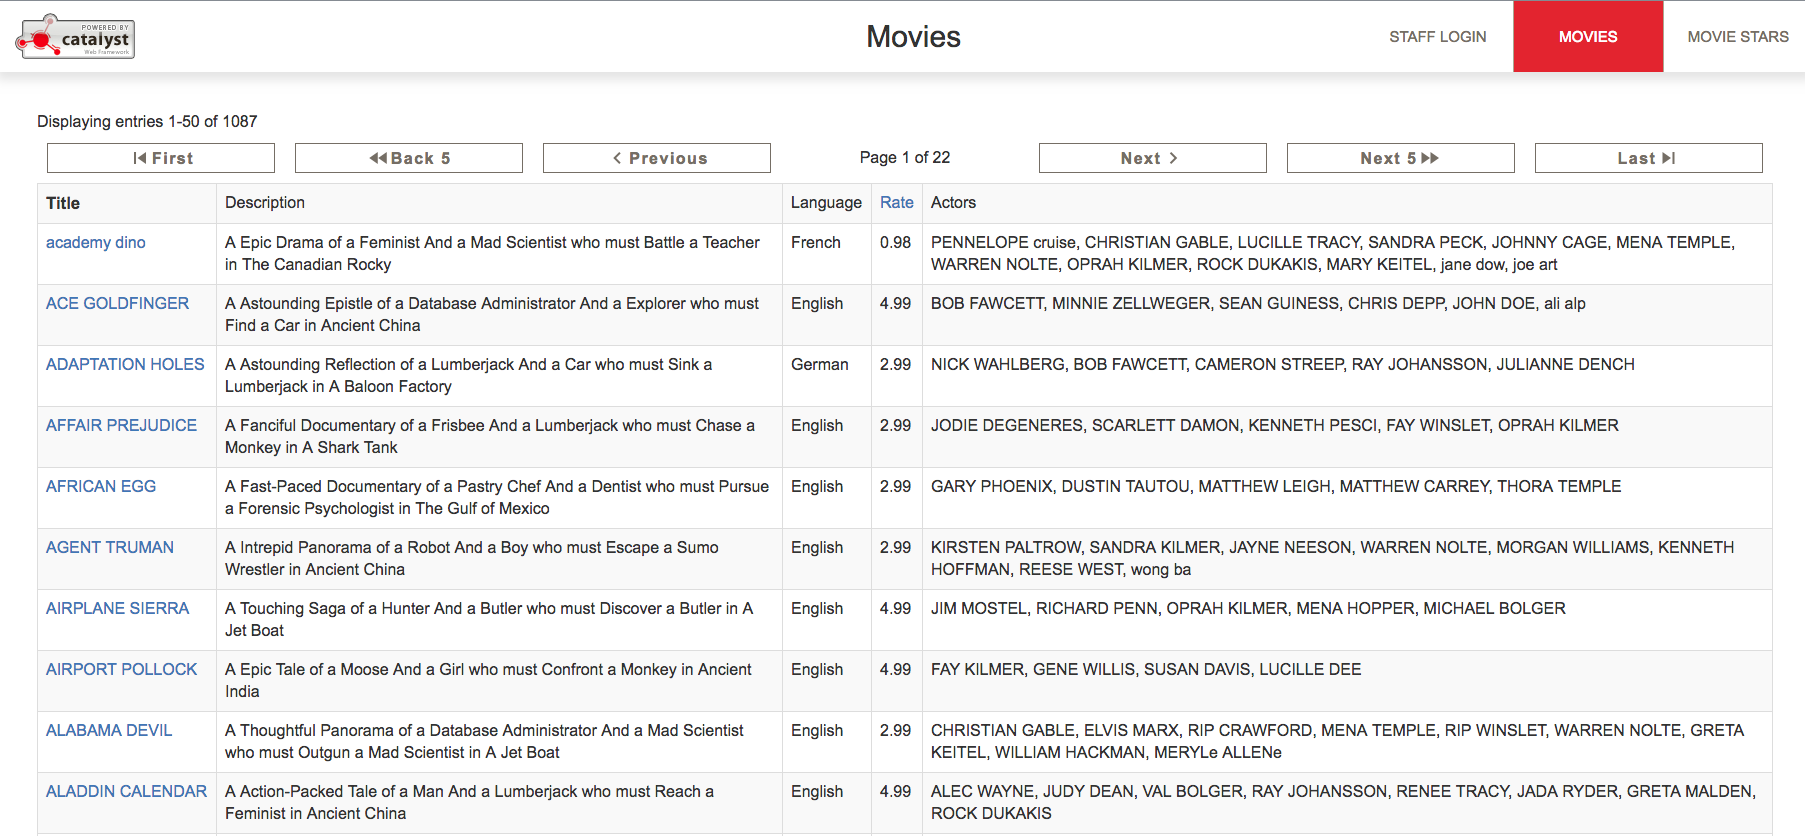 POWERED BY
catalyst
Web Framework
Movies
STAFF LOGIN
MOVIES
MOVIE STARS
Displaying entries 1-50 of 1087
First
Back 5
Previous
Page 1 of 22
Next
Next 5
Last
Title Description Language Rate Actors
academy dino A Epic Drama of a Feminist And a Mad Scientist who must Battle a Teacher French 0.98 PENNELOPE cruise, CHRISTIAN GABLE, LUCILLE TRACY, SANDRA PECK, JOHNNY CAGE, MENA TEMPLE,
in The Canadian Rocky WARREN NOLTE, OPRAH KILMER, ROCK DUKAKIS, MARY KEITEL, jane dow, joe art
ACE GOLDFINGER A Astounding Epistle of a Database Administrator And a Explorer who must English 4.99 BOB FAWCETT, MINNIE ZELLWEGER, SEAN GUINESS, CHRIS DEPP, JOHN DOE, ali alp
Find a Car in Ancient China
ADAPTATION HOLES A Astounding Reflection of a Lumberjack And a Car who must Sink a German 2.99 NICK WAHLBERG, BOB FAWCETT, CAMERON STREEP, RAY JOHANSSON, JULIANNE DENCH
Lumberjack in A Baloon Factory
AFFAIR PREJUDICE A Fanciful Documentary of a Frisbee And a Lumberjack who must Chase a English 2.99 JODIE DEGENERES, SCARLETT DAMON, KENNETH PESCI, FAY WINSLET, OPRAH KILMER
Monkey in A Shark Tank
AFRICAN EGG A Fast-Paced Documentary of a Pastry Chef And a Dentist who must Pursue English 2.99 GARY PHOENIX, DUSTIN TAUTOU, MATTHEW LEIGH, MATTHEW CARREY, THORA TEMPLE
a Forensic Psychologist in The Gulf of Mexico
AGENT TRUMAN A Intrepid Panorama of a Robot And a Boy who must Escape a Sumo English 2.99 KIRSTEN PALTROW, SANDRA KILMER, JAYNE NEESON, WARREN NOLTE, MORGAN WILLIAMS, KENNETH
Wrestler in Ancient China HOFFMAN, REESE WEST, wong ba
AIRPLANE SIERRA A Touching Saga of a Hunter And a Butler who must Discover a Butler in A English 4.99 JIM MOSTEL, RICHARD PENN, OPRAH KILMER, MENA HOPPER, MICHAEL BOLGER
Jet Boat
AIRPORT POLLOCK A Epic Tale of a Moose And a Girl who must Confront a Monkey in Ancient English 4.99 FAY KILMER, GENE WILLIS, SUSAN DAVIS, LUCILLE DEE
India
ALABAMA DEVIL A Thoughtful Panorama of a Database Administrator And a Mad Scientist English 2.99 CHRISTIAN GABLE, ELVIS MARX, RIP CRAWFORD, MENA TEMPLE, RIP WINSLET, WARREN NOLTE, GRETA
who must Outgun a Mad Scientist in A Jet Boat KEITEL, WILLIAM HACKMAN, MERYLe ALLENe
ALADDIN CALENDAR A Action-Packed Tale of a Man And a Lumberjack who must Reach a English 4.99 ALEC WAYNE, JUDY DEAN, VAL BOLGER, RAY JOHANSSON, RENEE TRACY, JADA RYDER, GRETA MALDEN,
Feminist in Ancient China ROCK DUKAKIS